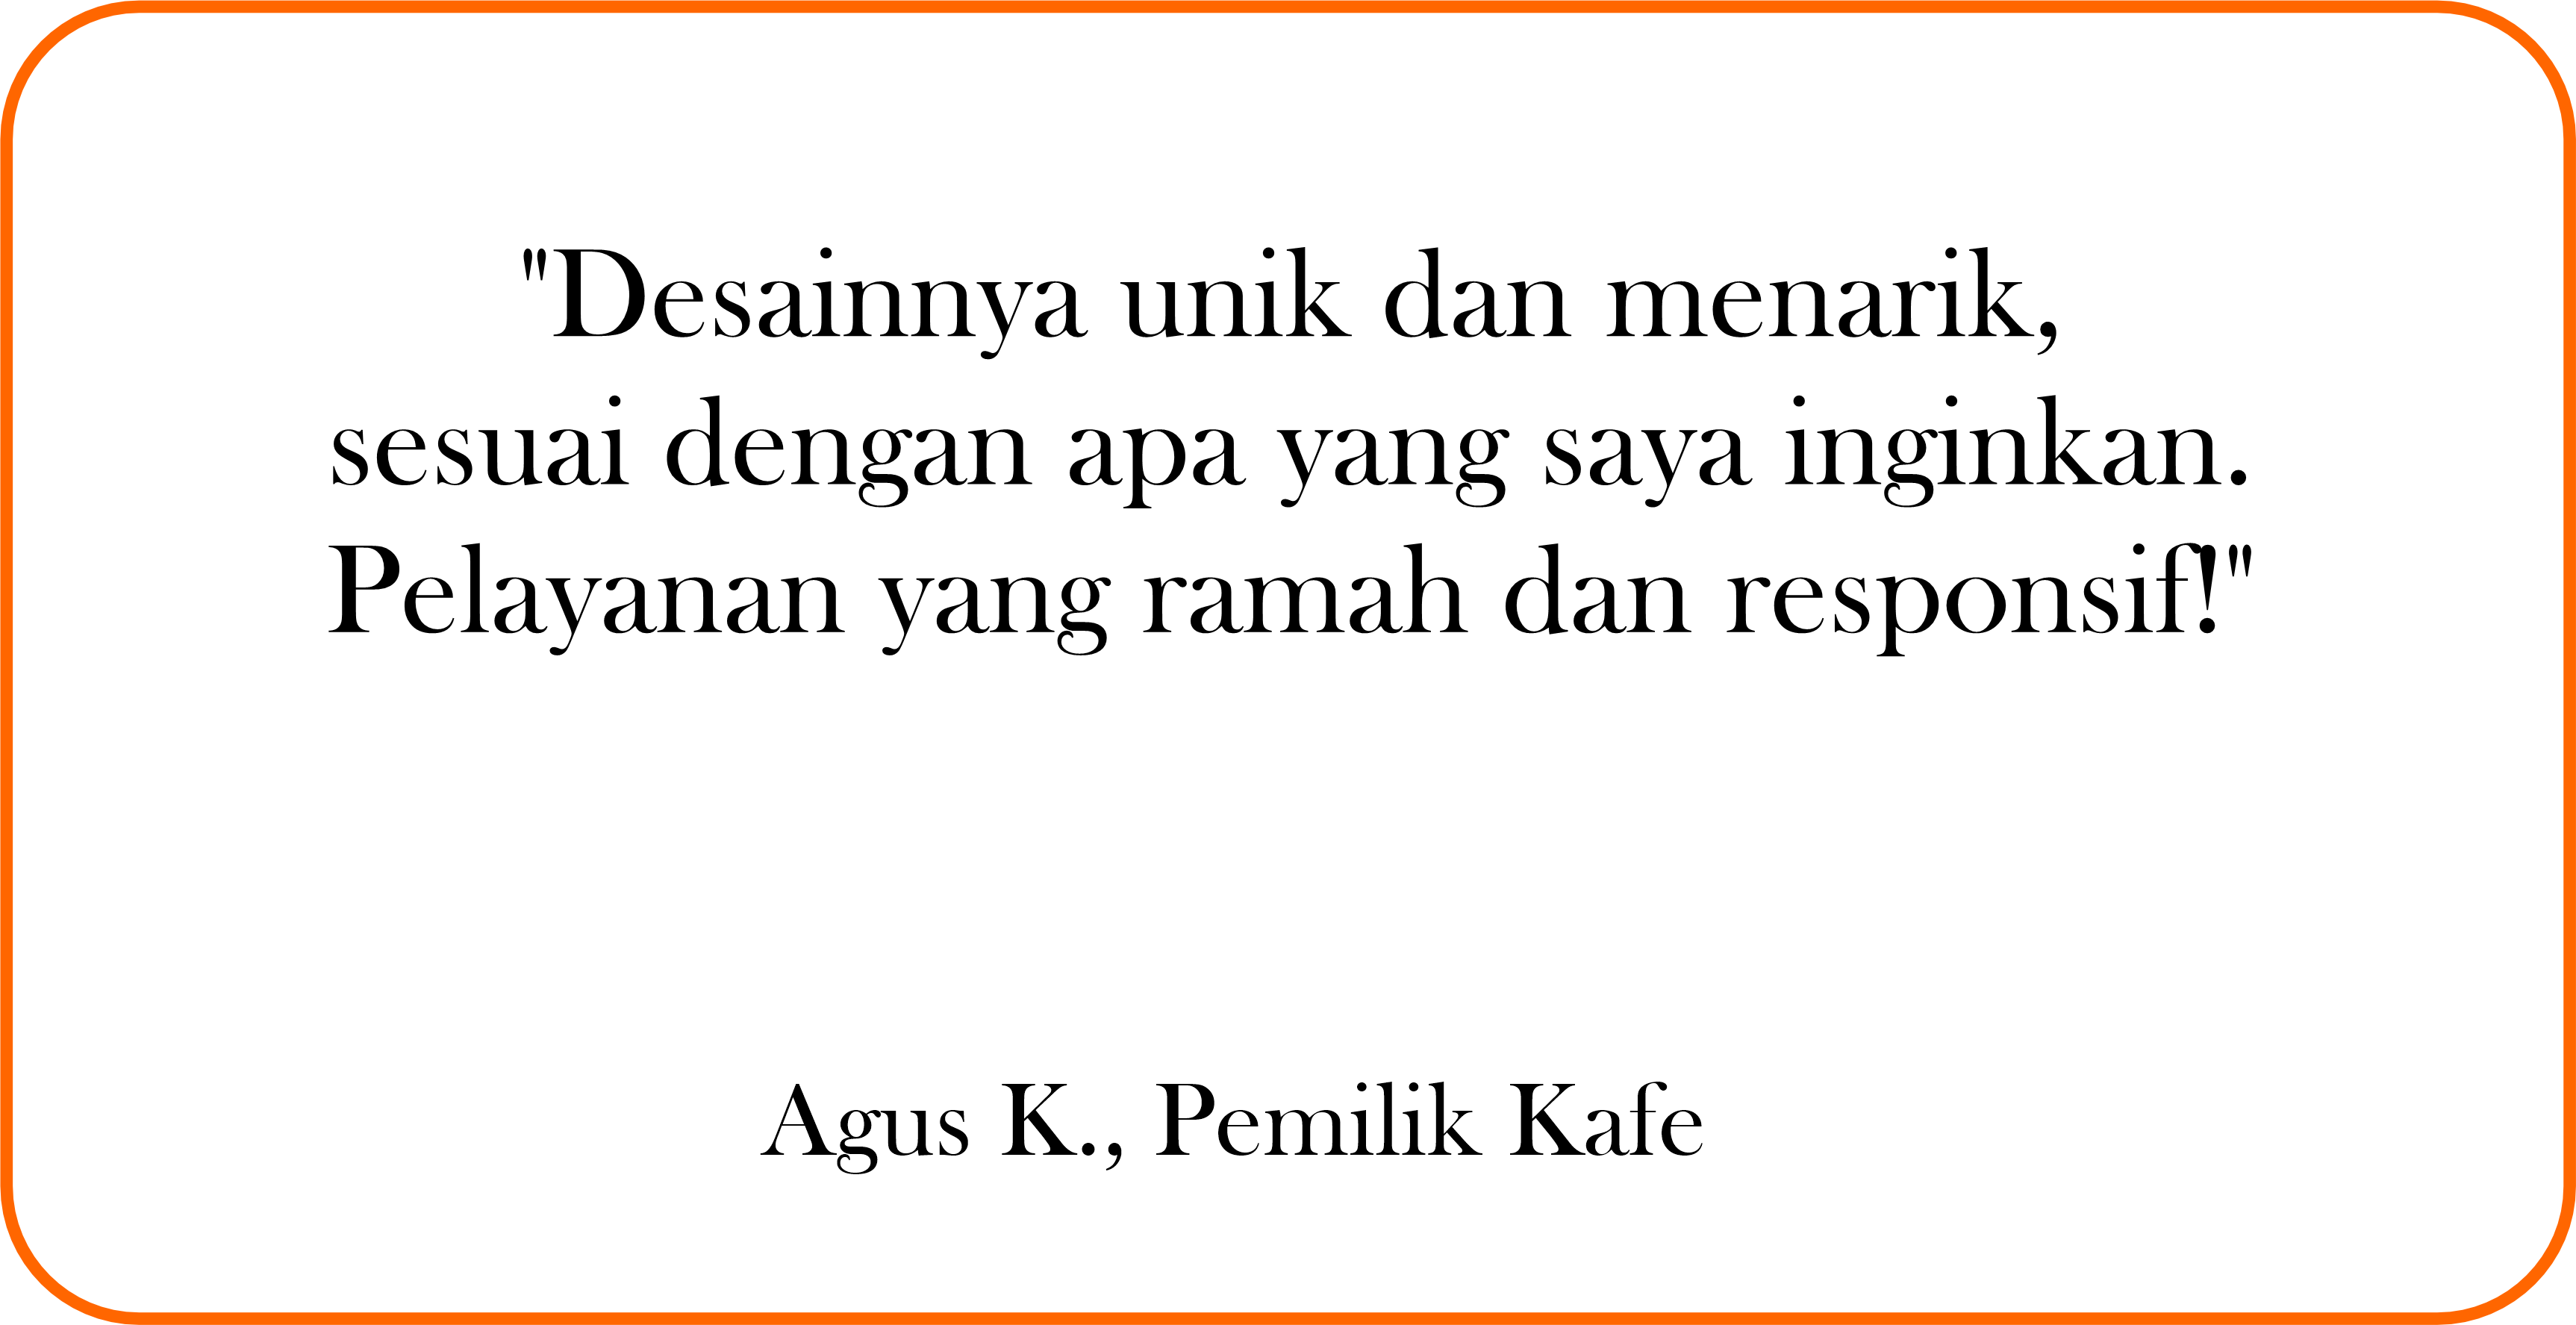 "Desainnya unik dan menarik,
sesuai dengan apa yang saya inginkan.
Pelayanan yang ramah dan responsif!"
Agus K., Pemilik Kafe